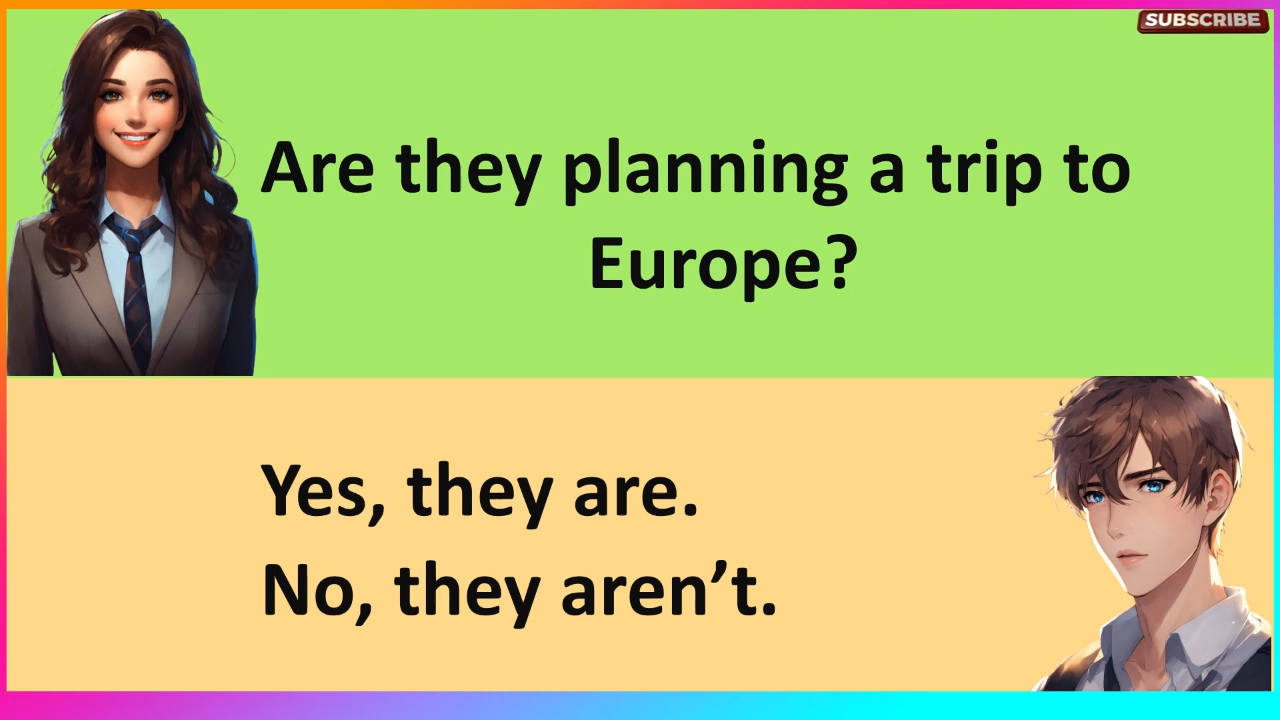 SUBSCRIBE
Are they planning a trip to
Europe?
Yes, they are.
No, they aren’t.